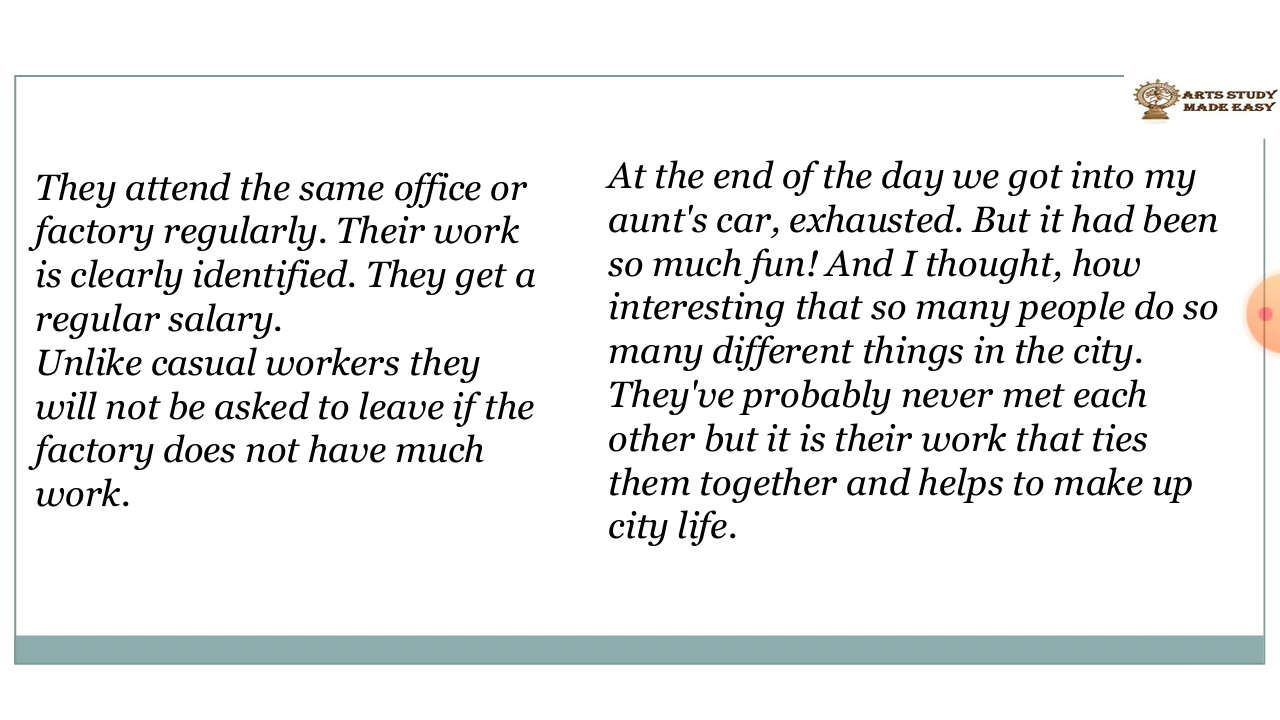 ARTS STUDY
MADE EASY
They attend the same office or
factory regularly. Their work
is clearly identified. They get a
regular salary.
Unlike casual workers they
will not be asked to leave if the
factory does not have much
work.
At the end of the day we got into my
aunt's car, exhausted. But it had been
so much fun! And I thought, how
interesting that so many people do so
many different things in the city.
They've probably never met each
other but it is their work that ties
them together and helps to make up
city life.